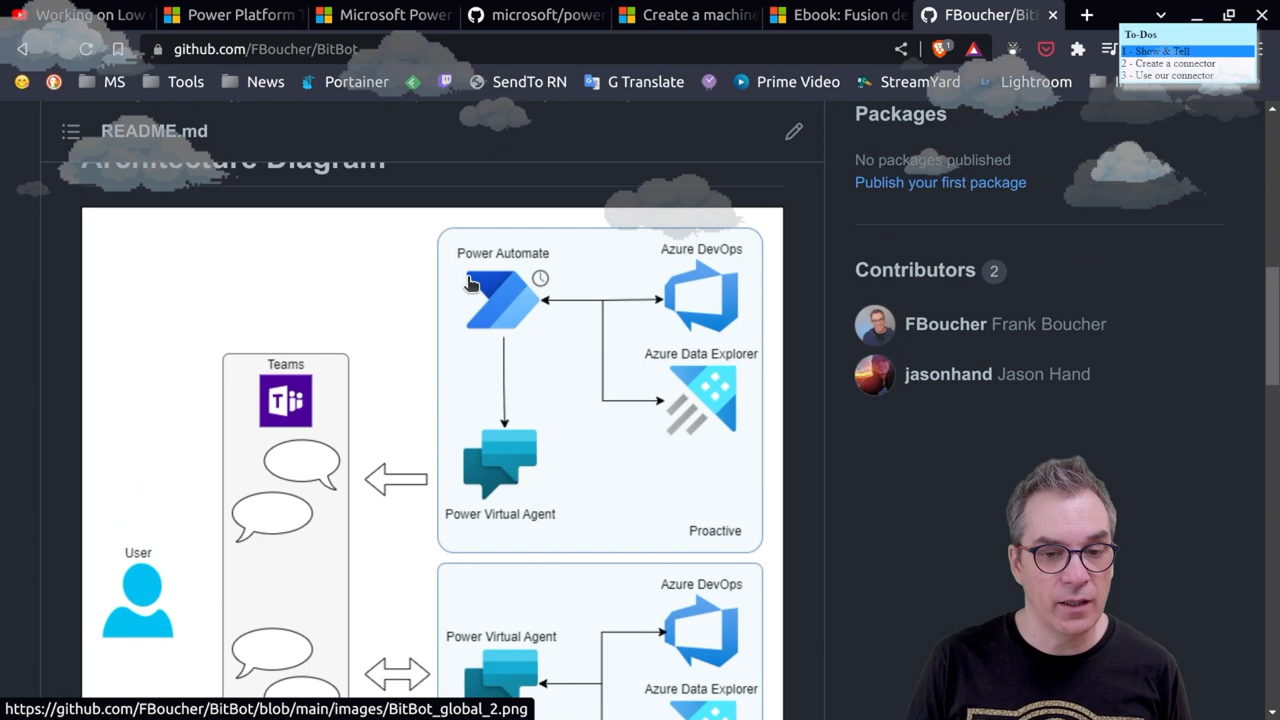 Working on Low
Power Platform T
Microsoft Power
microsoft/powe
Create a machine
Ebook: Fusion de
FBoucher/Bit
github.com/FBoucher/BitBot
1
To-Dos
1 - Show & Tell
2 - Create a connector
3 - Use our connector
MS
Tools
News
Portainer
ndTo RN
G Translate
Prime Video
StreamYard
Lr
Lightroom
README.md
Architecture Diagram
Packages
No packages published
Publish your first package
Contributors 2
FBoucher Frank Boucher
jasonhand Jason Hand
Power Automate
Azure DevOps
Azure Data Explorer
Teams
Power Virtual Agent
Proactive
User
Azure DevOps
Power Virtual Agent
Azure Data Explorer
https://github.com/FBoucher/BitBot/blob/main/images/BitBot_global_2.png